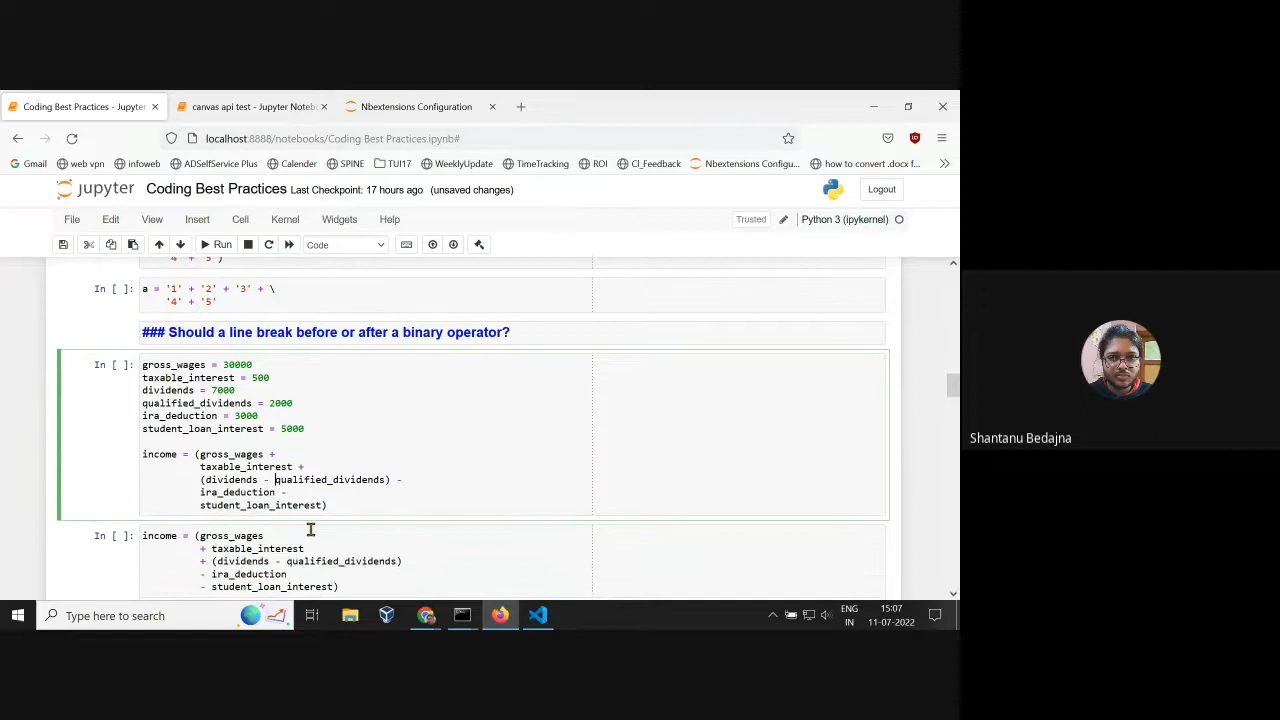 Coding Best Practices - Jupyter
canvas api test - Jupyter Noteb
Nbextensions Configuration
localhost:8888/notebooks/Coding Best Practices.ipynb#
Gmail
web vpn
infoweb
ADSelfService Plus
Calender
SPINE
TUI17
WeeklyUpdate
TimeTracking
ROI
CI_Feedback
Nbextensions Configu...
how to convert .docx f...
jupyter Coding Best Practices Last Checkpoint: 17 hours ago (unsaved changes)
Logout
File Edit View Insert Cell Kernel Widgets Help
Trusted
Python 3 (ipykernel)
Run
Code
'4' + '5')
In [ ]: a = '1' + '2' + '3' + \
'4' + '5'
### Should a line break before or after a binary operator?
In [ ]: gross_wages = 30000
taxable_interest = 500
dividends = 7000
qualified_dividends = 2000
ira_deduction = 3000
student_loan_interest = 5000
income = (gross_wages +
taxable_interest +
(dividends - qualified_dividends) -
ira_deduction -
student_loan_interest)
In [ ]: income = (gross_wages
+ taxable_interest
+ (dividends - qualified_dividends)
- ira_deduction
- student_loan_interest)
Type here to search
ENG
IN
15:07
11-07-2022
Shantanu Bedajna